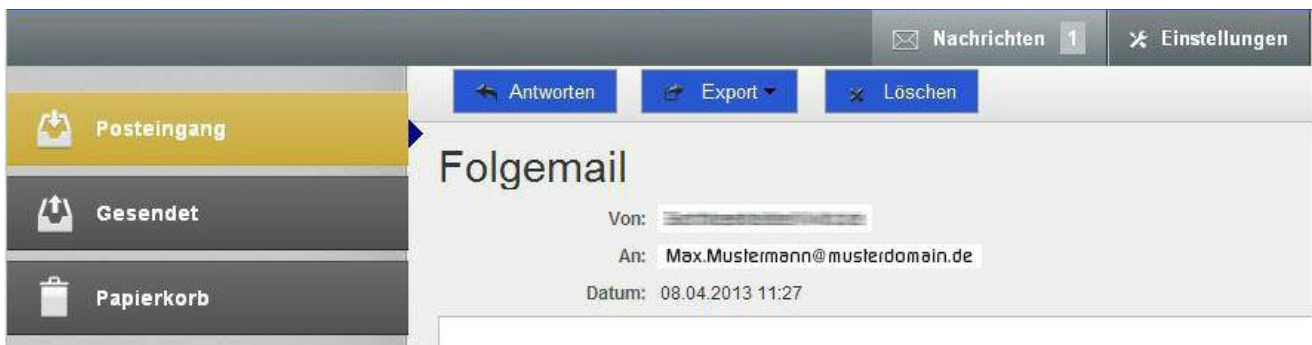 Nachrichten 1 Einstellungen
Antworten Export Löschen
Posteingang
Folgemail
Gesendet
Von:
An: Max.Mustermann@musterdomain.de
Papierkorb
Datum: 08.04.2013 11:27